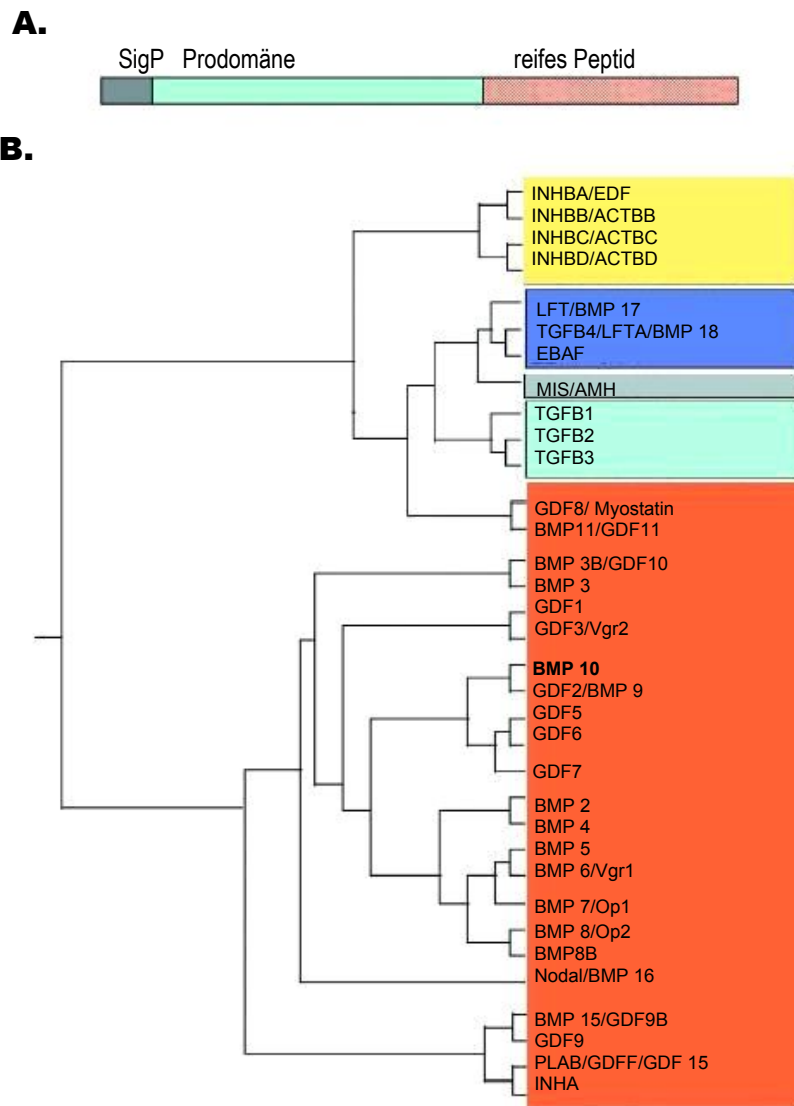 A.
SigP Prodomäne reifes Peptid
B.
INHBA/EDF
INHBB/ACTBB
INHBC/ACTBC
INHBD/ACTBD
LFT/BMP 17
TGFB4/LFTA/BMP 18
EBAF
MIS/AMH
TGFB1
TGFB2
TGFB3
GDF8/ Myostatin
BMP11/GDF11
BMP 3B/GDF10
BMP 3
GDF1
GDF3/Vgr2
BMP 10
GDF2/BMP 9
GDF5
GDF6
GDF7
BMP 2
BMP 4
BMP 5
BMP 6/Vgr1
BMP 7/Op1
BMP 8/Op2
BMP8B
Nodal/BMP 16
BMP 15/GDF9B
GDF9
PLAB/GDFF/GDF 15
INHA